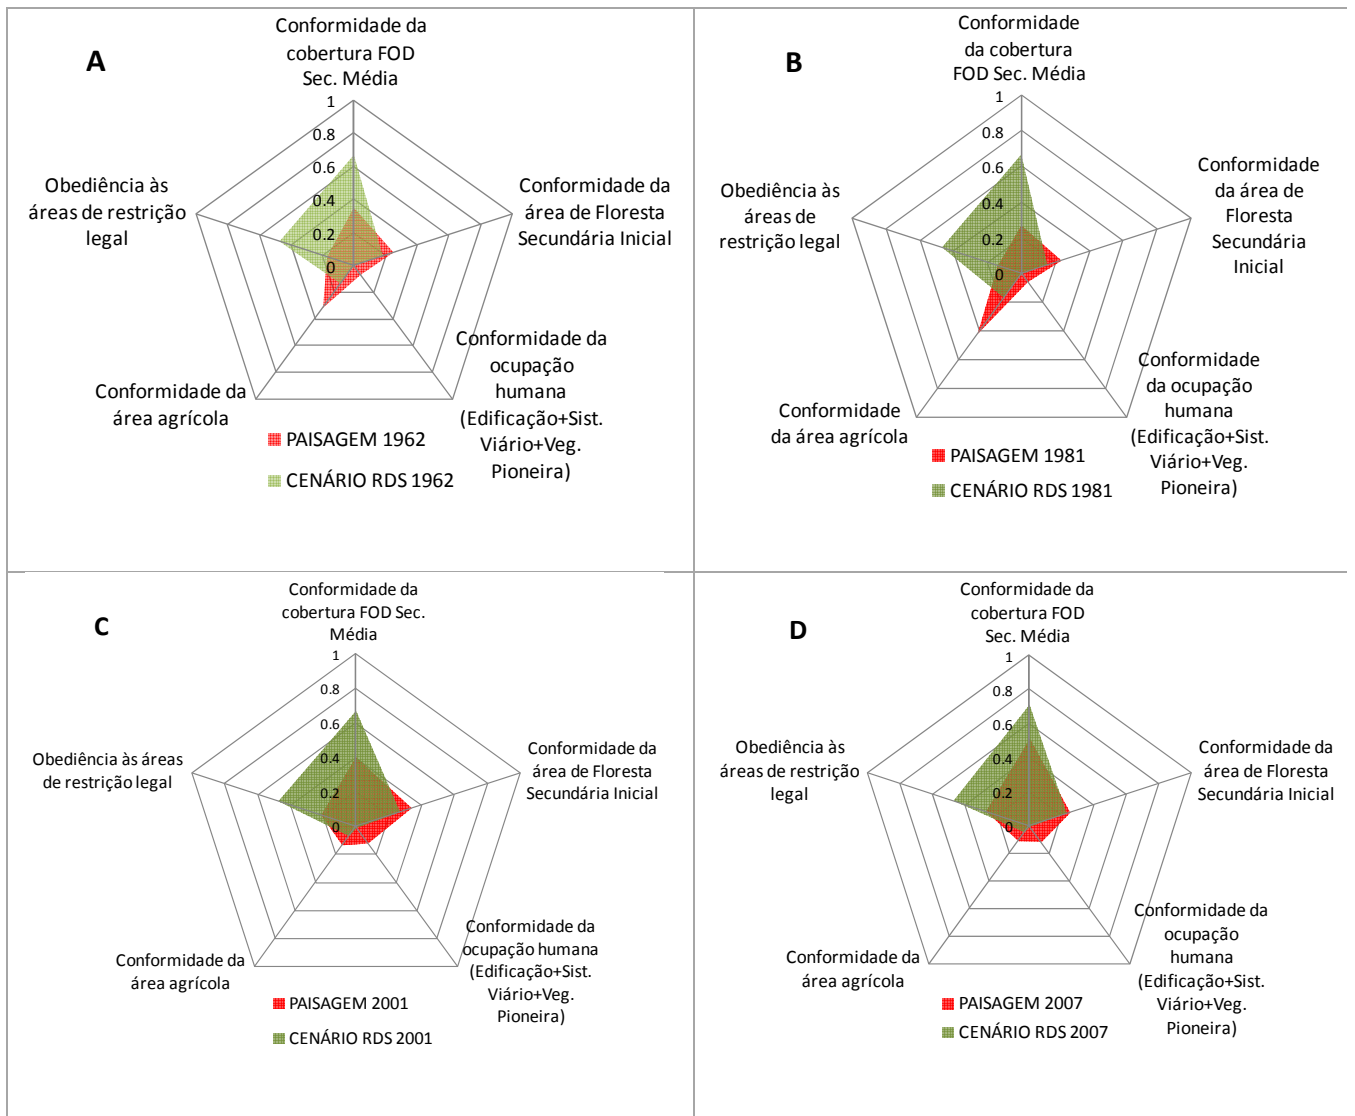 A
Conformidade da
cobertura FOD
Sec. Média
1
0.8
0.6
0.4
0.2
0
Obediência às
áreas de restrição
legal
Conformidade da
área de Floresta
Secundária Inicial
Conformidade da
ocupação
humana
(Edificação+Sist.
Viário+Veg.
Pioneira)
Conformidade da
área agrícola
PAISAGEM 1962
CENÁRIO RDS 1962
B
Conformidade
da cobertura
FOD Sec. Média
1
0.8
0.6
0.4
0.2
0
Obediência às
áreas de
restrição legal
Conformidade
da área de
Floresta
Secundária
Inicial
Conformidade
da ocupação
humana
(Edificação+Sist.
Viário+Veg.
Pioneira)
Conformidade
da área agrícola
PAISAGEM 1981
CENÁRIO RDS 1981
C
Conformidade da
cobertura FOD Sec.
Média
1
0.8
0.6
0.4
0.2
0
Obediência às áreas
de restrição legal
Conformidade da
área de Floresta
Secundária Inicial
Conformidade da
ocupação humana
(Edificação+Sist.
Viário+Veg.
Pioneira)
Conformidade da
área agrícola
PAISAGEM 2001
CENÁRIO RDS 2001
D
Conformidade da
cobertura FOD
Sec. Média
1
0.8
0.6
0.4
0.2
0
Obediência às
áreas de restrição
legal
Conformidade da
área de Floresta
Secundária Inicial
Conformidade da
ocupação
humana
(Edificação+Sist.
Viário+Veg.
Pioneira)
Conformidade da
área agrícola
PAISAGEM 2007
CENÁRIO RDS 2007